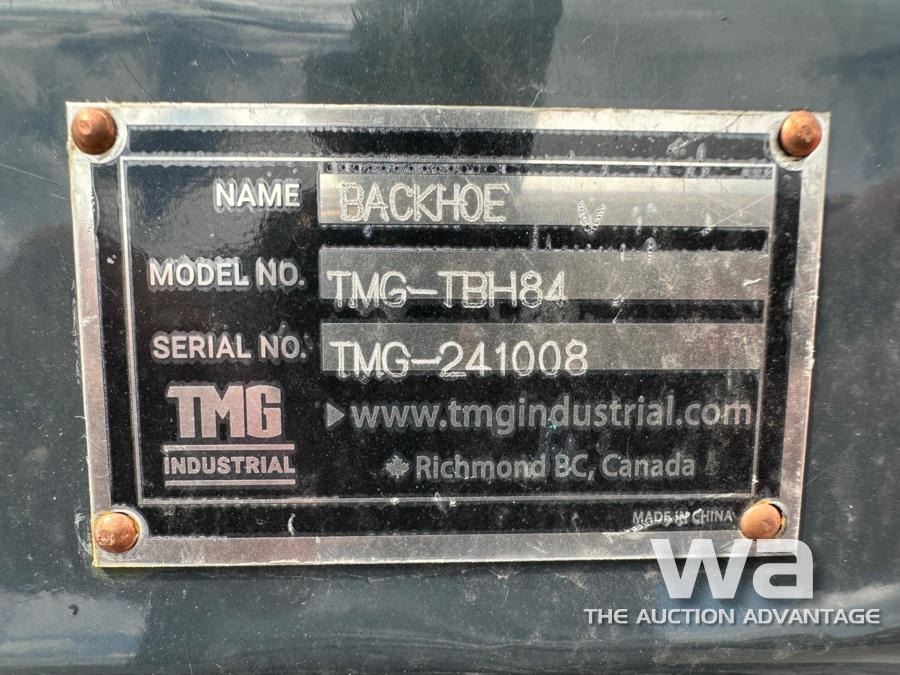 NAME BACKHOE
MODEL NO. TMG-TBH84
SERIAL NO. TMG-241008
TMG
INDUSTRIAL
www.tmgindustrial.com
Richmond BC, Canada
MADE IN CHINA
wa
THE AUCTION ADVANTAGE